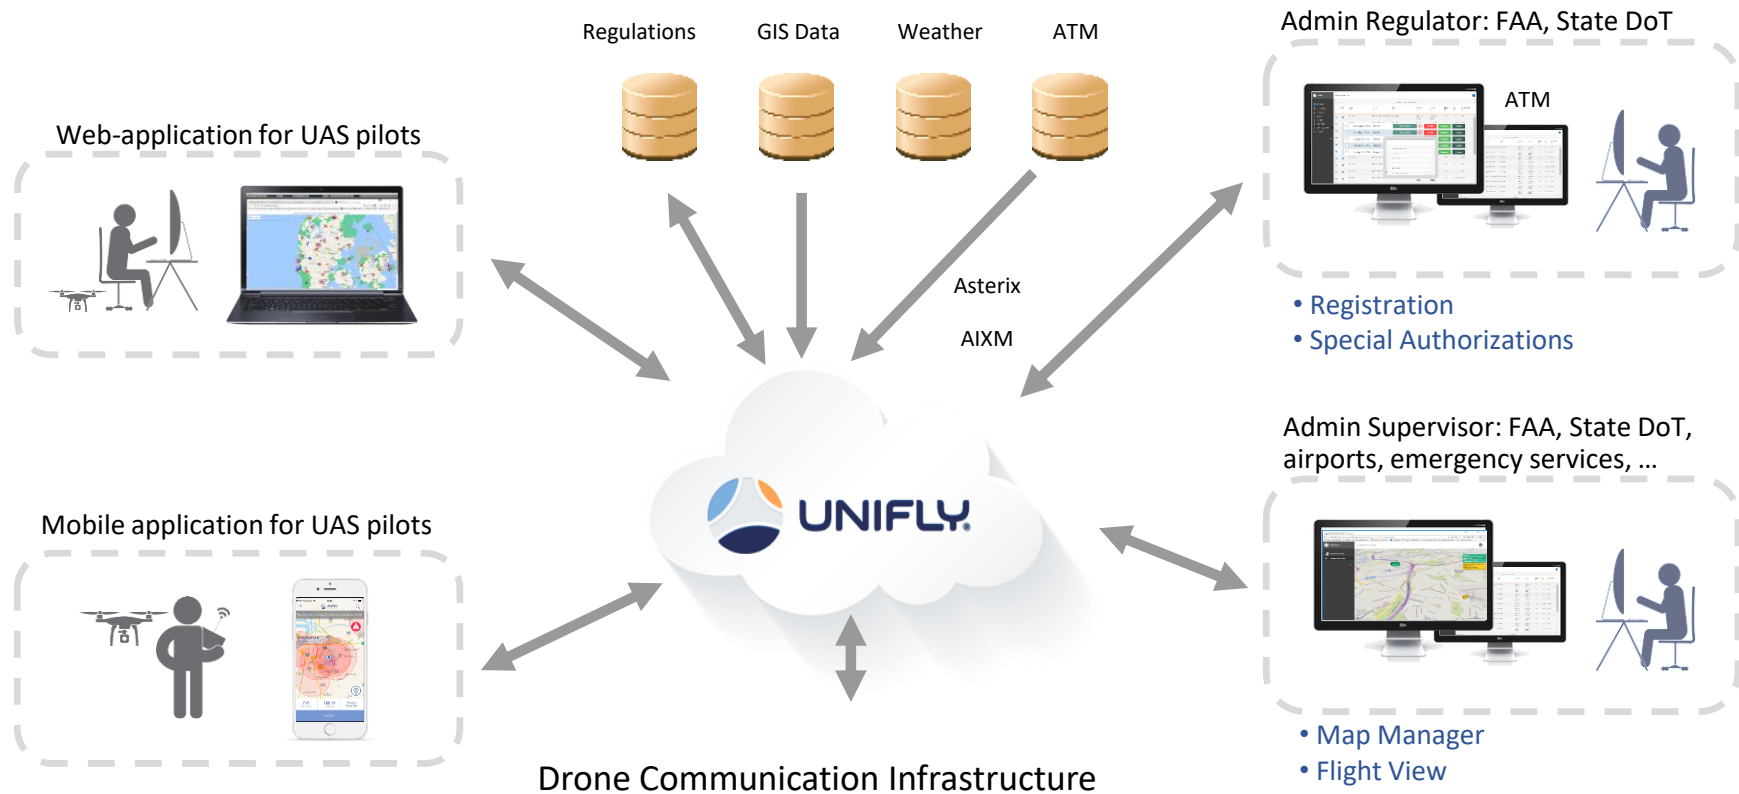 Regulations
GIS Data
Weather
ATM
Admin Regulator: FAA, State DoT
ATM
Web-application for UAS pilots
Asterix
AIXM
• Registration
• Special Authorizations
Admin Supervisor: FAA, State DoT,
airports, emergency services, ...
UNIFLY
Mobile application for UAS pilots
• Map Manager
• Flight View
Drone Communication Infrastructure